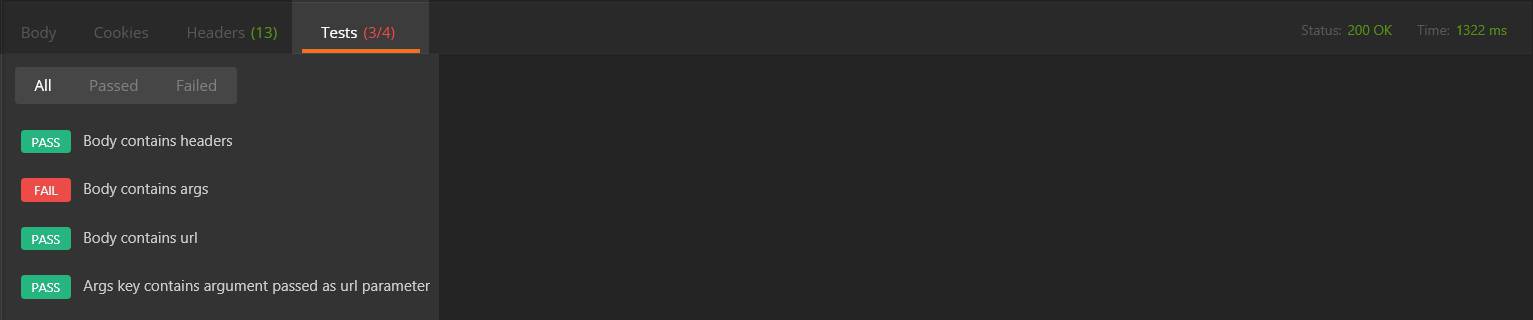 Body Cookies Headers (13) Tests (3/4) Status: 200 OK Time: 1322 ms
All Passed Failed
PASS Body contains headers
FAIL Body contains args
PASS Body contains url
PASS Args key contains argument passed as url parameter